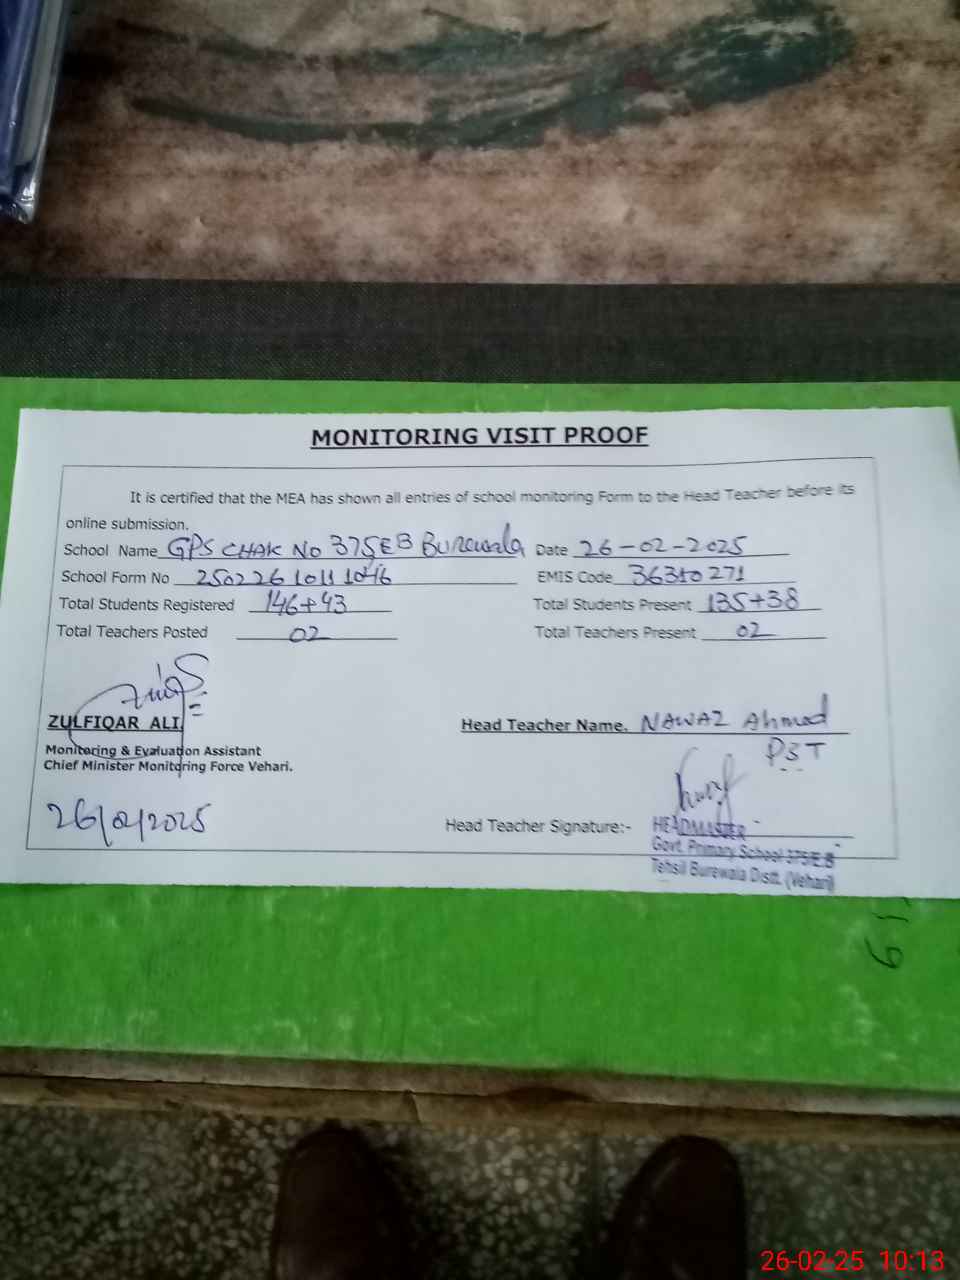 MONITORING VISIT PROOF
It is certified that the MEA has shown all entries of school monitoring Form to the Head Teacher before its
online submission.
School Name GPS CHAK No 375EB Burewala Date 26-02-2025
School Form No 250226101111046 EMIS Code 36310271
Total Students Registered 146+43 Total Students Present 135+38
Total Teachers Posted 02 Total Teachers Present 02
ZULFIQAR ALI
Monitoring & Evaluation Assistant
Chief Minister Monitoring Force Vehari.
26/02/2025
Head Teacher Name. NAWAZ Ahmad
PST
Head Teacher Signature:-
HEADMASTER
Govt. Primary School 375/E.B
Tehsil Burewala Distt. (Vehari)
26-02-25 10:13